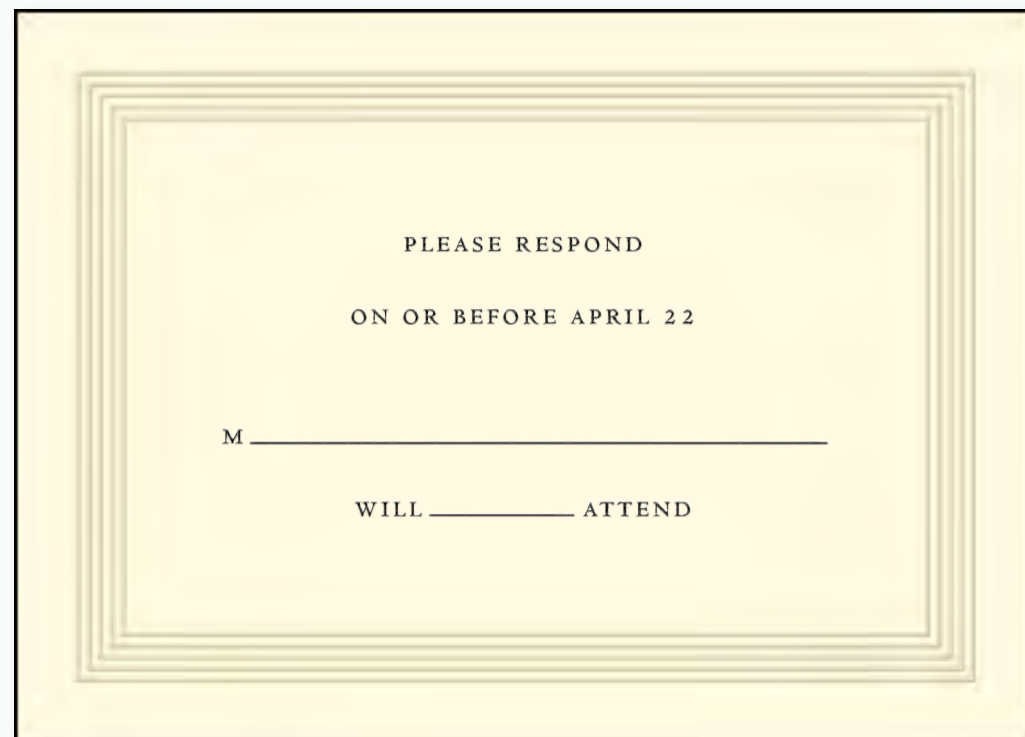 PLEASE RESPOND
ON OR BEFORE APRIL 22
M
WILL ATTEND